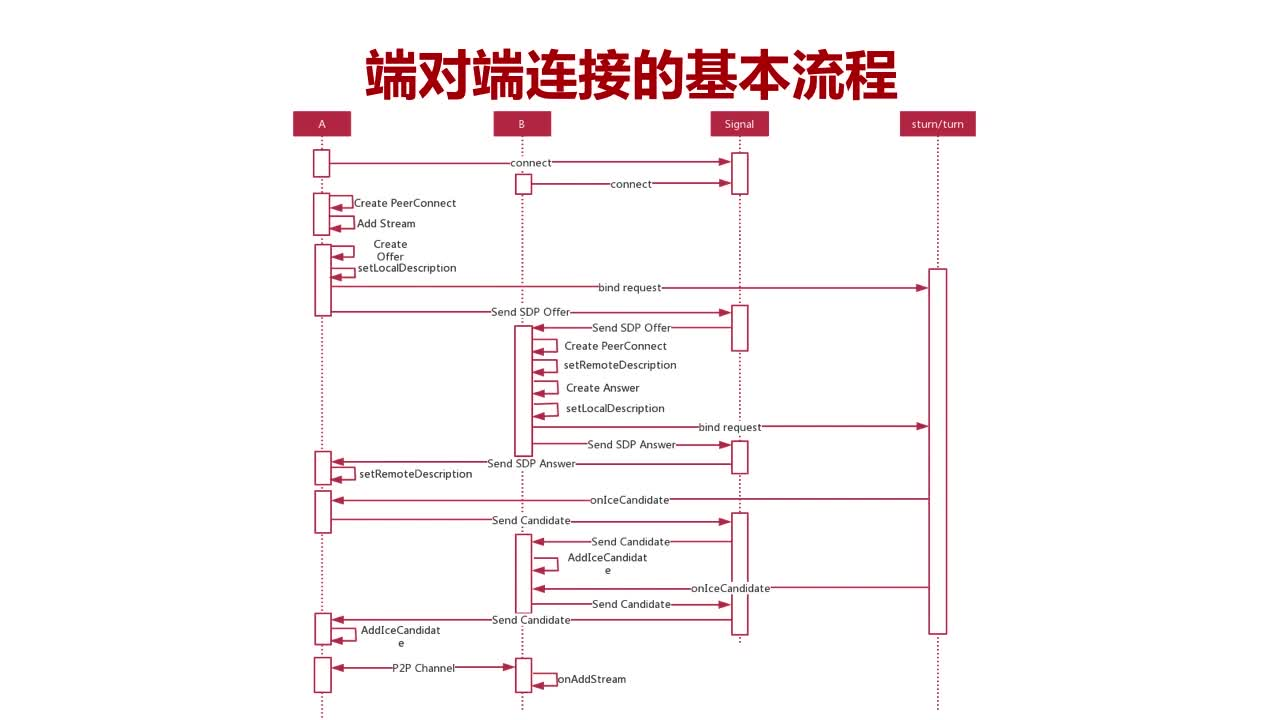 端对端连接的基本流程
A
B
Signal
sturn/turn
connect
connect
Create PeerConnect
Add Stream
Create
Offer
setLocalDescription
bind request
Send SDP Offer
Send SDP Offer
Create PeerConnect
setRemoteDescription
Create Answer
setLocalDescription
bind request
Send SDP Answer
Send SDP Answer
setRemoteDescription
onIceCandidate
Send Candidate
Send Candidate
AddIceCandidat
e
onIceCandidate
Send Candidate
Send Candidate
AddIceCandidat
e
P2P Channel
onAddStream